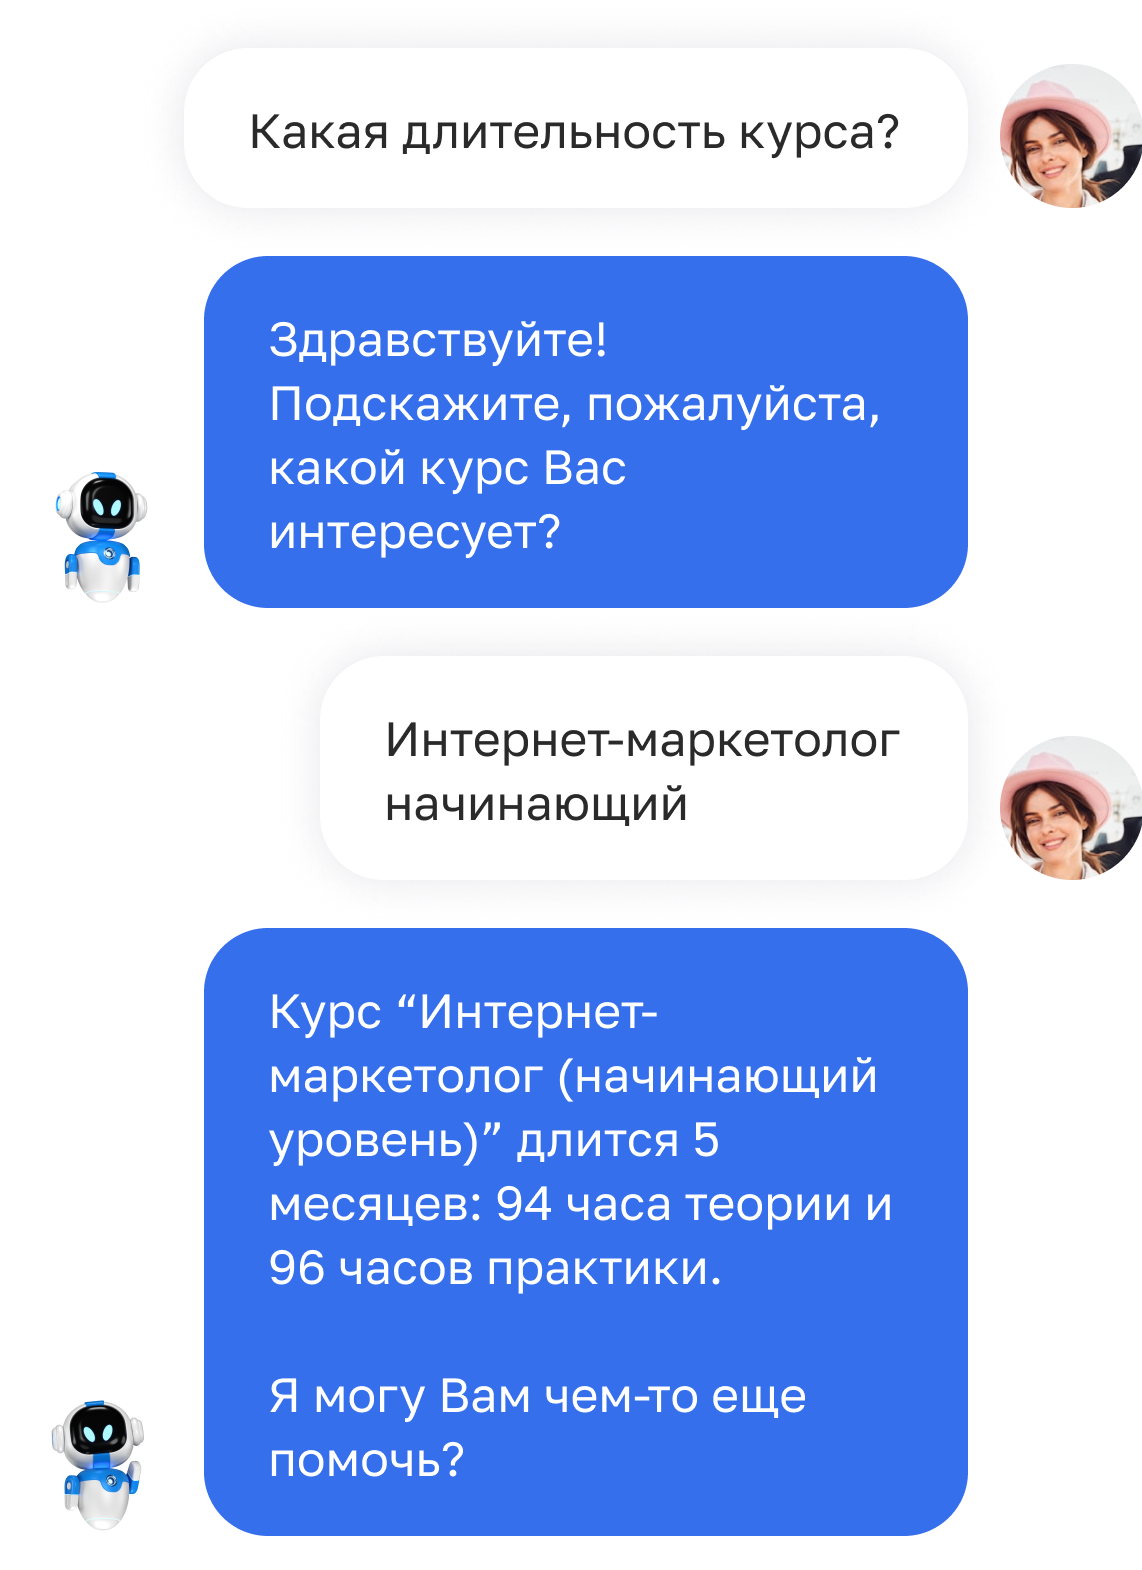 Какая длительность курса?
Здравствуйте!
Подскажите, пожалуйста,
какой курс Вас
интересует?
Интернет-маркетолог
начинающий
Курс “Интернет-
маркетолог (начинающий
уровень)” длится 5
месяцев: 94 часа теории и
96 часов практики.
Я могу Вам чем-то еще
помочь?